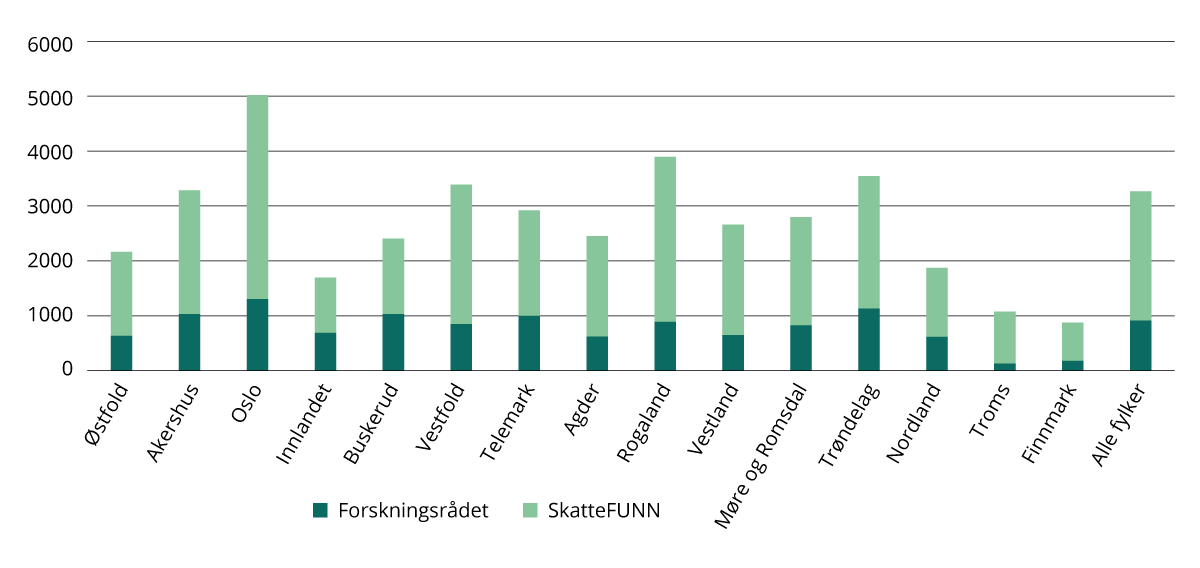 6000
5000
4000
3000
2000
1000
0
Østfold
Akershus
Oslo
Innlandet
Buskerud
Vestfold
Telemark
Agder
Rogaland
Vestland
Møre og Romsdal
Trøndelag
Nordland
Troms
Finnmark
Alle fylker
Forskningsrådet
SkatteFUNN